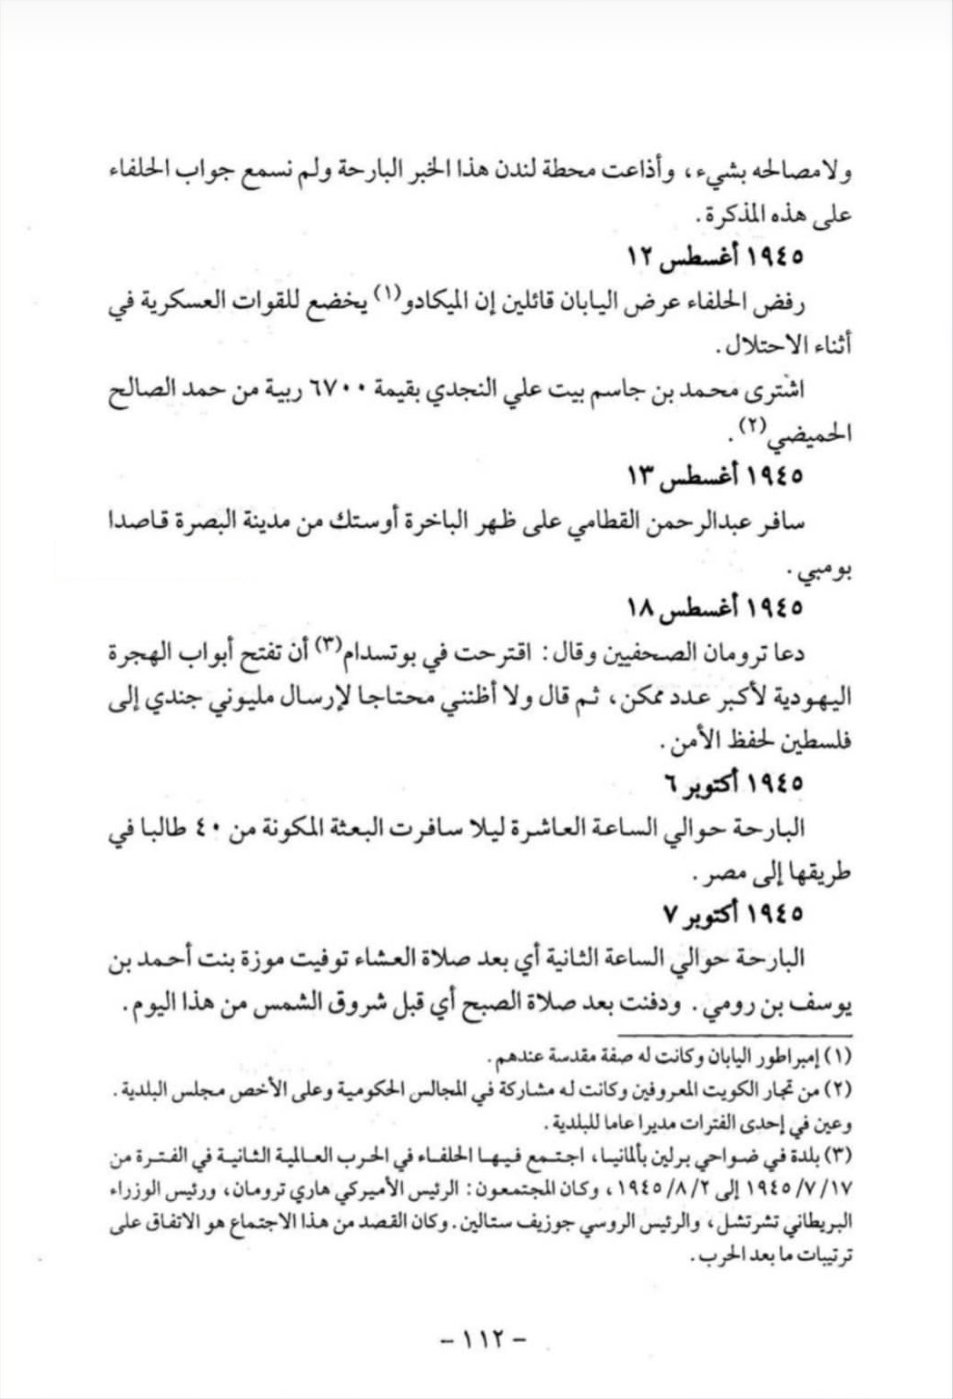 ولا مصالحه بشيء، وأذاعت محطة لندن هذا الخبر البارحة ولم نسمع جواب الحلفاء
على هذه المذكرة.
١٩٤٥ أغسطس ١٢
رفض الحلفاء عرض اليابان قائلين إن الميكادو(١) يخضع للقوات العسكرية في
أثناء الاحتلال.
اشترى محمد بن جاسم بيت علي النجدي بقيمة ٦٧٠٠ ربية من حمد الصالح
الحميضي(٢).
١٩٤٥ أغسطس ١٣
سافر عبدالرحمن القطامي على ظهر الباخرة أوستك من مدينة البصرة قاصدا
بومبي.
١٩٤٥ أغسطس ١٨
دعا ترومان الصحفيين وقال: اقترحت في بوتسدام(٣) أن تفتح أبواب الهجرة
اليهودية لأكبر عدد ممكن، ثم قال ولا أظنني محتاجا لإرسال مليوني جندي إلى
فلسطين لحفظ الأمن.
١٩٤٥ أكتوبر ٦
البارحة حوالي الساعة العاشرة ليلا سافرت البعثة المكونة من ٤٠ طالبا في
طريقها إلى مصر.
١٩٤٥ أكتوبر ٧
البارحة حوالي الساعة الثانية أي بعد صلاة العشاء توفيت موزة بنت أحمد بن
يوسف بن رومي. ودفنت بعد صلاة الصبح أي قبل شروق الشمس من هذا اليوم.
(١) إمبراطور اليابان وكانت له صفة مقدسة عندهم.
(٢) من تجار الكويت المعروفين وكانت له مشاركة في المجالس الحكومية وعلى الأخص مجلس البلدية.
وعين في إحدى الفترات مديرا عاما للبلدية.
(٣) بلدة في ضواحي برلين بألمانيا، اجتمع فيها الحلفاء في الحرب العالمية الثانية في الفترة من
١٩٤٥/٧/١٧ إلى ١٩٤٥/٨/٢، وكان المجتمعون: الرئيس الأميركي هاري ترومان، ورئيس الوزراء
البريطاني تشرتشل، والرئيس الروسي جوزيف ستالين. وكان القصد من هذا الاجتماع هو الاتفاق على
ترتيبات ما بعد الحرب.
- ١١٢ -